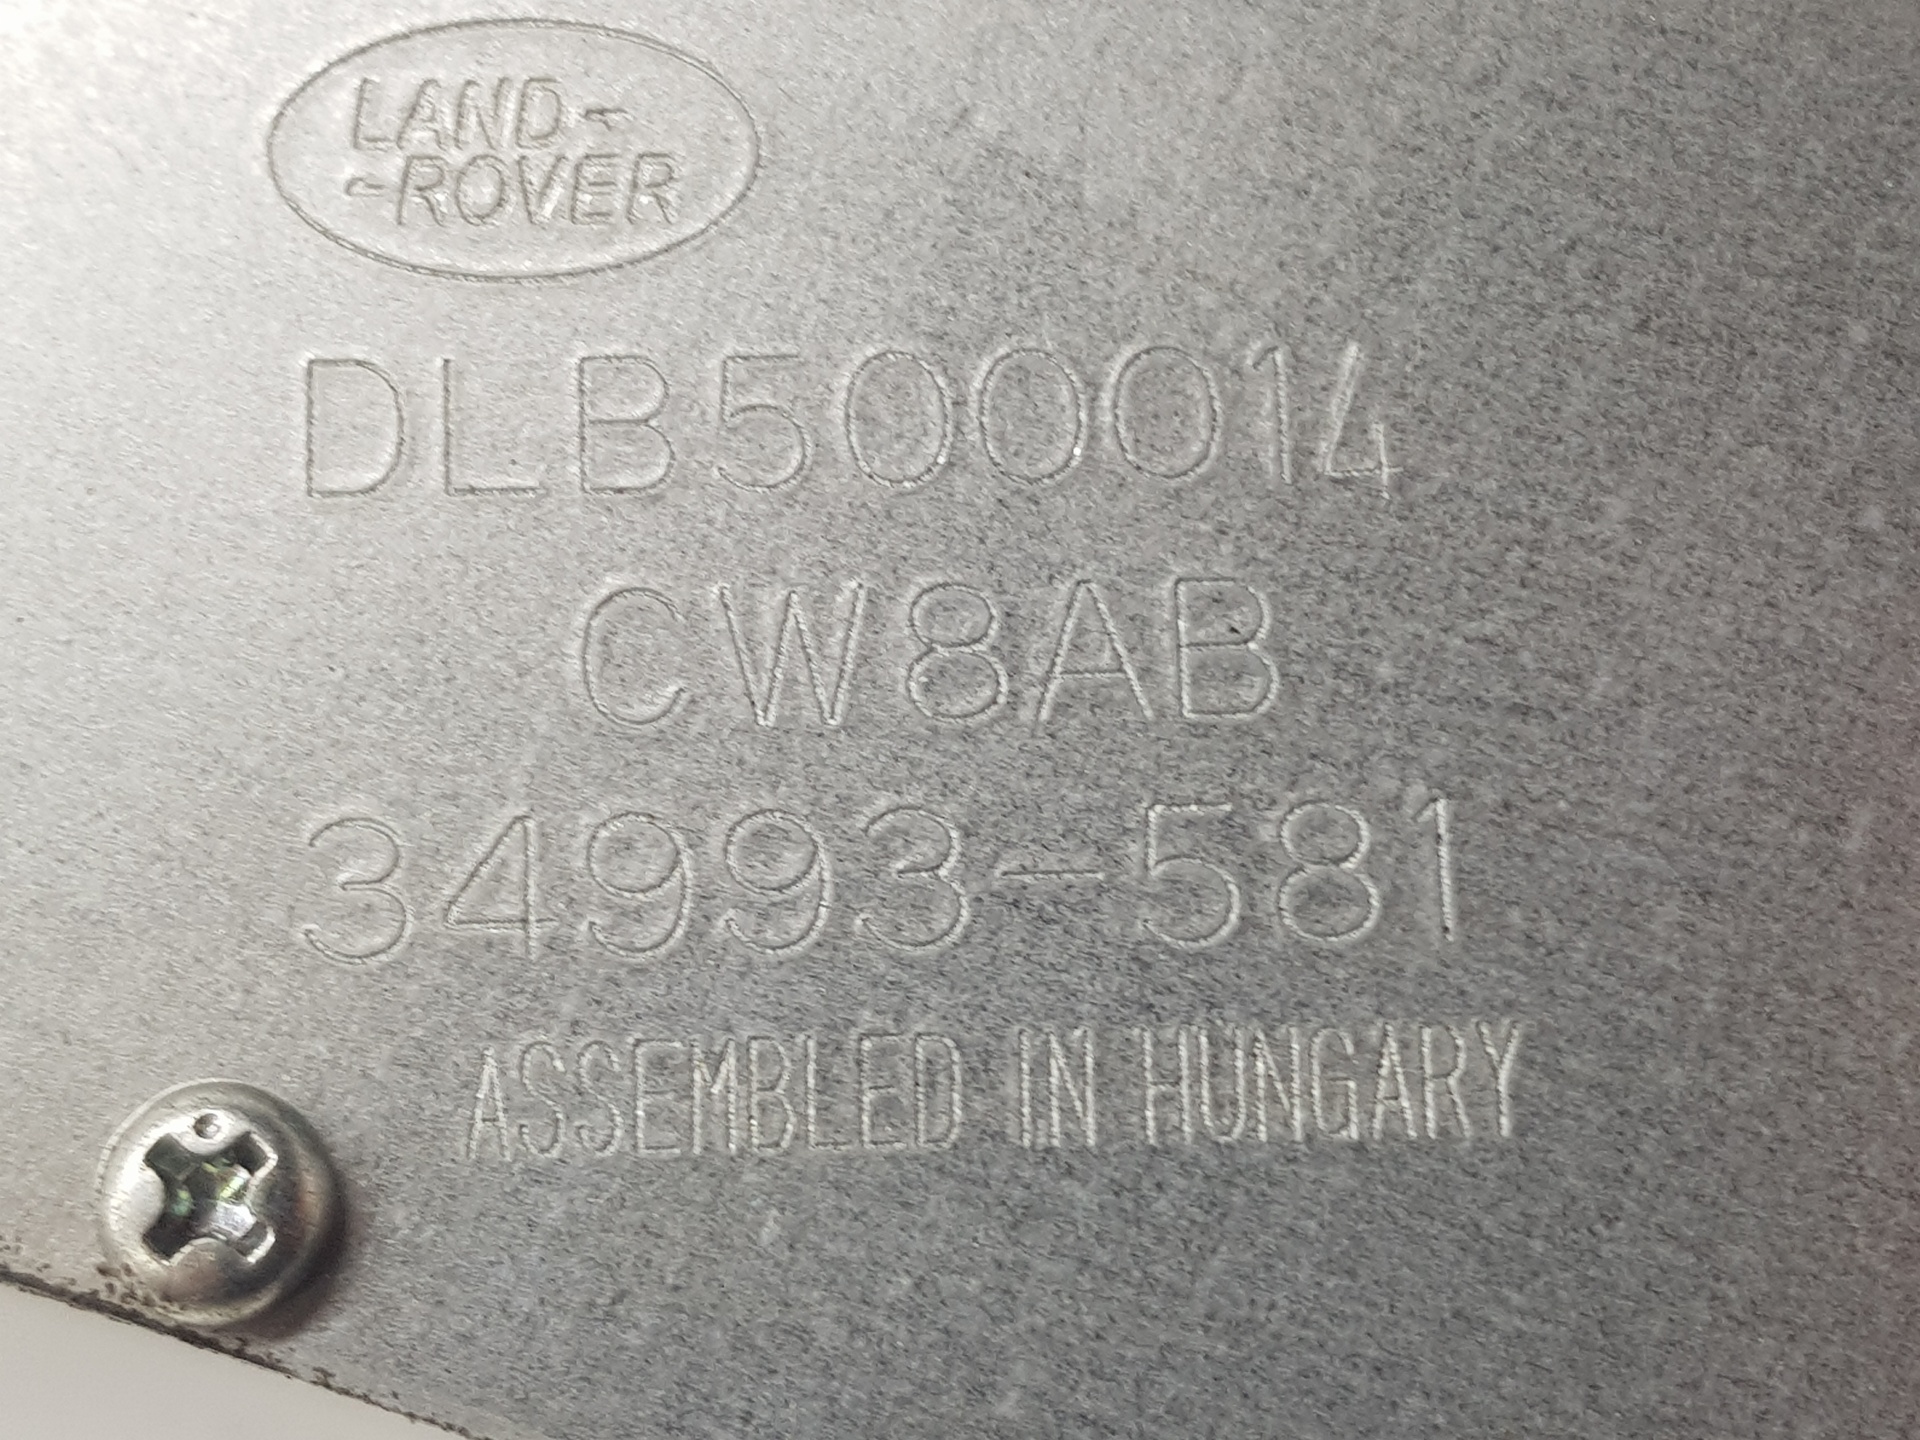 LAND-
-ROVER
DLB500014
CW8AB
34993-581
ASSEMBLED IN HUNGARY